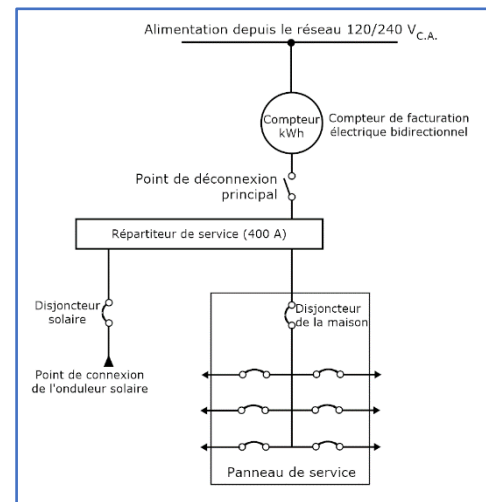 Alimentation depuis le réseau 120/240 V C.A.
Compteur
kWh
Compteur de facturation
électrique bidirectionnel
Point de déconnexion
principal
Répartiteur de service (400 A)
Disjoncteur
solaire
Disjoncteur
de la maison
Point de connexion
de l'onduleur solaire
Panneau de service